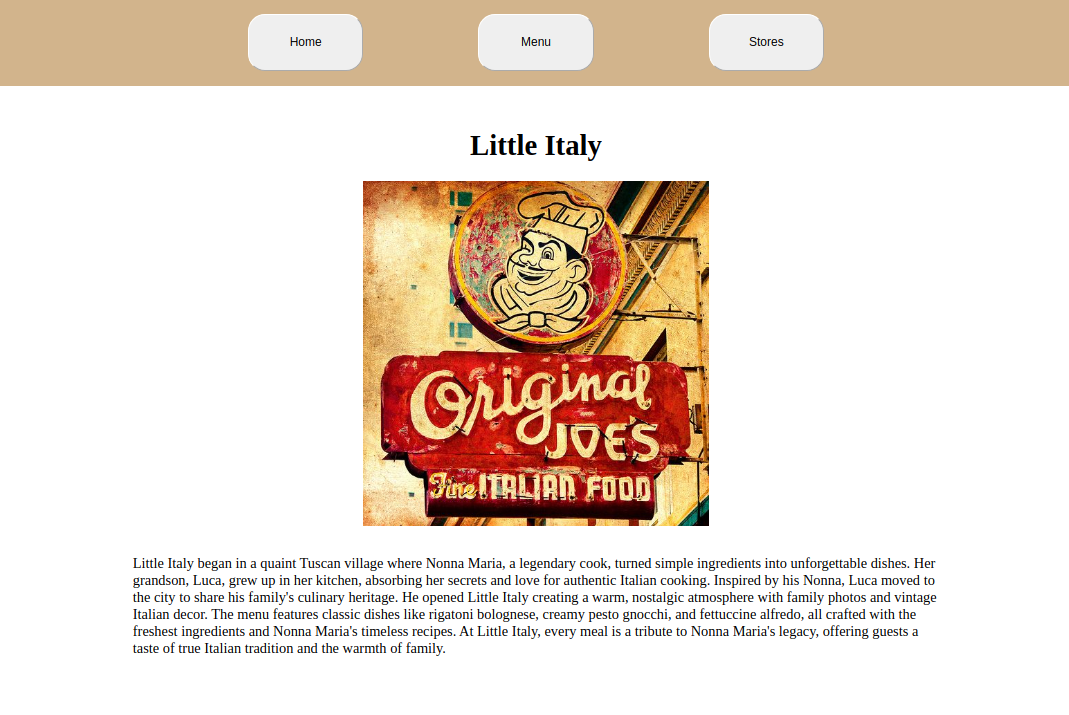 Home Menu Stores
Little Italy
Original
JOE'S
Fine ITALIAN FOOD
Little Italy began in a quaint Tuscan village where Nonna Maria, a legendary cook, turned simple ingredients into unforgettable dishes. Her
grandson, Luca, grew up in her kitchen, absorbing her secrets and love for authentic Italian cooking. Inspired by his Nonna, Luca moved to
the city to share his family's culinary heritage. He opened Little Italy creating a warm, nostalgic atmosphere with family photos and vintage
Italian decor. The menu features classic dishes like rigatoni bolognese, creamy pesto gnocchi, and fettuccine alfredo, all crafted with the
freshest ingredients and Nonna Maria's timeless recipes. At Little Italy, every meal is a tribute to Nonna Maria's legacy, offering guests a
taste of true Italian tradition and the warmth of family.